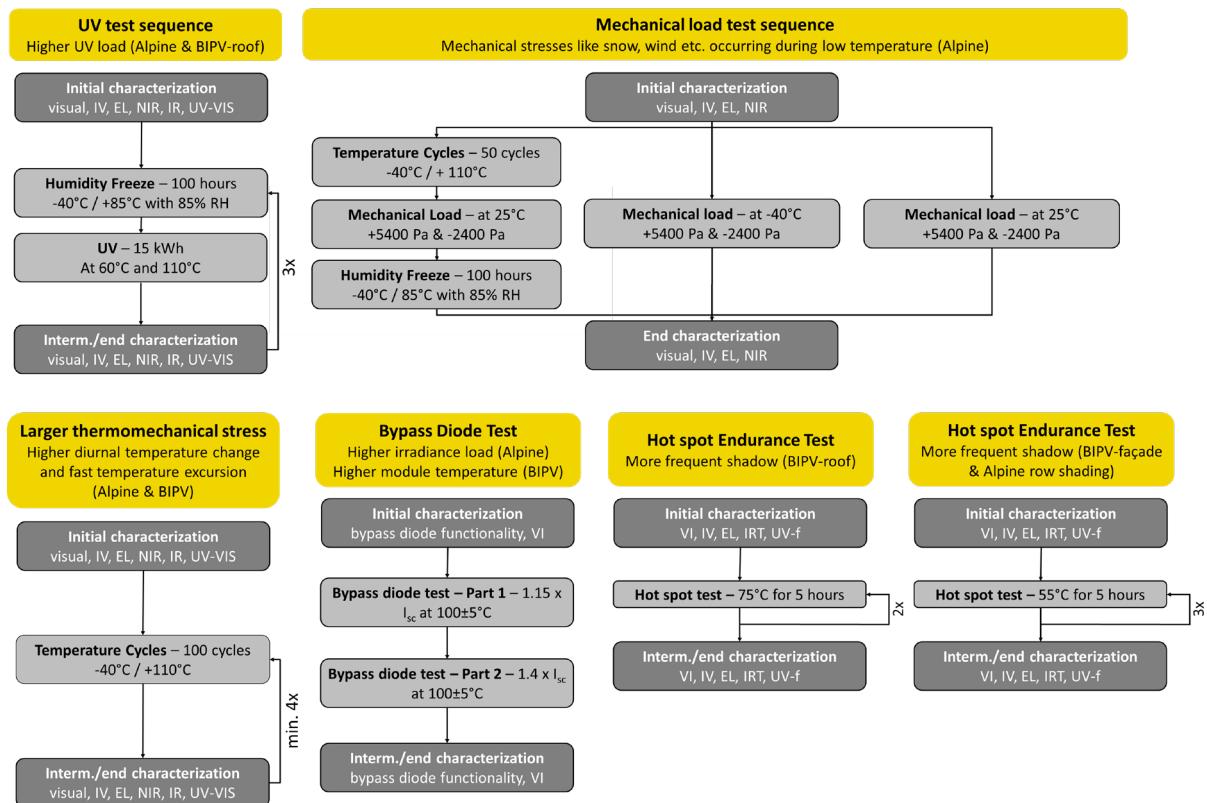 UV test sequence
Higher UV load (Alpine & BIPV-roof)
Initial characterization
visual, IV, EL, NIR, IR, UV-VIS
Humidity Freeze – 100 hours
-40°C / +85°C with 85% RH
UV – 15 kWh
At 60°C and 110°C
3x
Interm./end characterization
visual, IV, EL, NIR, IR, UV-VIS
Mechanical load test sequence
Mechanical stresses like snow, wind etc. occurring during low temperature (Alpine)
Initial characterization
visual, IV, EL, NIR
Temperature Cycles – 50 cycles
-40°C / + 110°C
Mechanical Load – at 25°C
+5400 Pa & -2400 Pa
Humidity Freeze – 100 hours
-40°C / 85°C with 85% RH
Mechanical load – at -40°C
+5400 Pa & -2400 Pa
Mechanical load – at 25°C
+5400 Pa & -2400 Pa
End characterization
visual, IV, EL, NIR
Larger thermomechanical stress
Higher diurnal temperature change
and fast temperature excursion
(Alpine & BIPV)
Initial characterization
visual, IV, EL, NIR, IR, UV-VIS
Temperature Cycles – 100 cycles
-40°C / +110°C
min. 4x
Interm./end characterization
visual, IV, EL, NIR, IR, UV-VIS
Bypass Diode Test
Higher irradiance load (Alpine)
Higher module temperature (BIPV)
Initial characterization
bypass diode functionality, VI
Bypass diode test – Part 1 – 1.15 x
Isc at 100±5°C
Bypass diode test – Part 2 – 1.4 x Isc
at 100±5°C
Interm./end characterization
bypass diode functionality, VI
Hot spot Endurance Test
More frequent shadow (BIPV-roof)
Initial characterization
VI, IV, EL, IRT, UV-f
Hot spot test – 75°C for 5 hours
2x
Interm./end characterization
VI, IV, EL, IRT, UV-f
Hot spot Endurance Test
More frequent shadow (BIPV-façade
& Alpine row shading)
Initial characterization
VI, IV, EL, IRT, UV-f
Hot spot test – 55°C for 5 hours
3x
Interm./end characterization
VI, IV, EL, IRT, UV-f